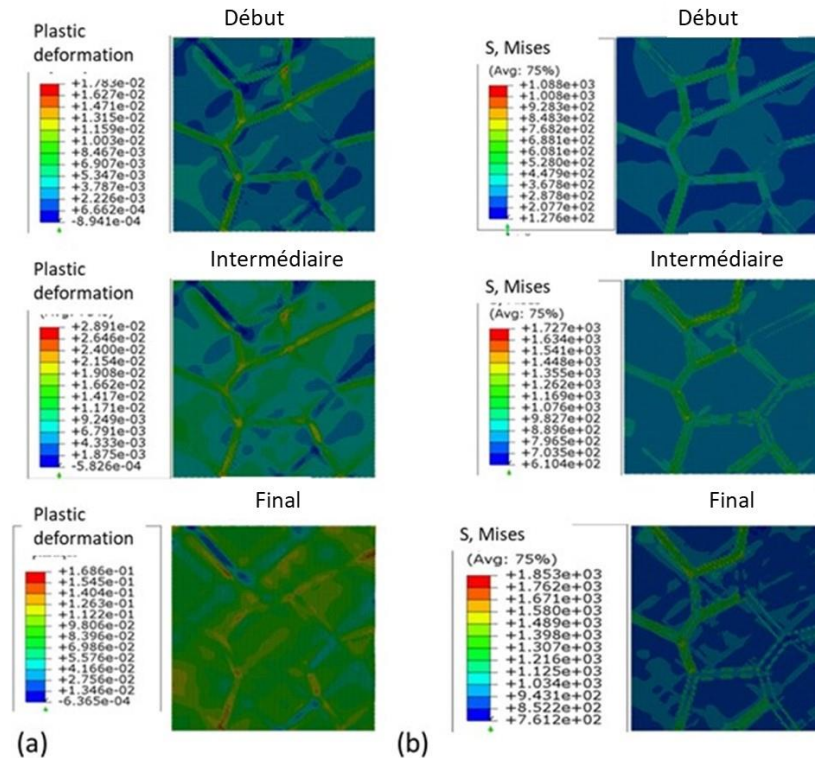 Début
Plastic
deformation
+1.783e-02
+1.627e-02
+1.471e-02
+1.315e-02
+1.159e-02
+1.003e-02
+8.467e-03
+6.907e-03
+5.347e-03
+3.787e-03
+2.226e-03
+6.662e-04
-8.941e-04
Début
S, Mises
(Avg: 75%)
+1.088e+03
+1.008e+03
+9.283e+02
+8.483e+02
+7.682e+02
+6.881e+02
+6.081e+02
+5.280e+02
+4.479e+02
+3.678e+02
+2.878e+02
+2.077e+02
+1.276e+02
Intermédiaire
Plastic
deformation
+2.891e-02
+2.646e-02
+2.400e-02
+2.154e-02
+1.908e-02
+1.662e-02
+1.417e-02
+1.171e-02
+9.249e-03
+6.791e-03
+4.333e-03
+1.875e-03
-5.826e-04
Intermédiaire
S, Mises
(Avg: 75%)
+1.727e+03
+1.634e+03
+1.541e+03
+1.448e+03
+1.355e+03
+1.262e+03
+1.169e+03
+1.076e+03
+9.827e+02
+8.896e+02
+7.965e+02
+7.035e+02
+6.104e+02
Final
Plastic
deformation
+1.686e-01
+1.545e-01
+1.404e-01
+1.263e-01
+1.122e-01
+9.806e-02
+8.396e-02
+6.986e-02
+5.576e-02
+4.166e-02
+2.756e-02
+1.346e-02
-6.365e-04
Final
S, Mises
(Avg: 75%)
+1.853e+03
+1.762e+03
+1.671e+03
+1.580e+03
+1.489e+03
+1.398e+03
+1.307e+03
+1.216e+03
+1.125e+03
+1.034e+03
+9.431e+02
+8.522e+02
+7.612e+02
(a)
(b)